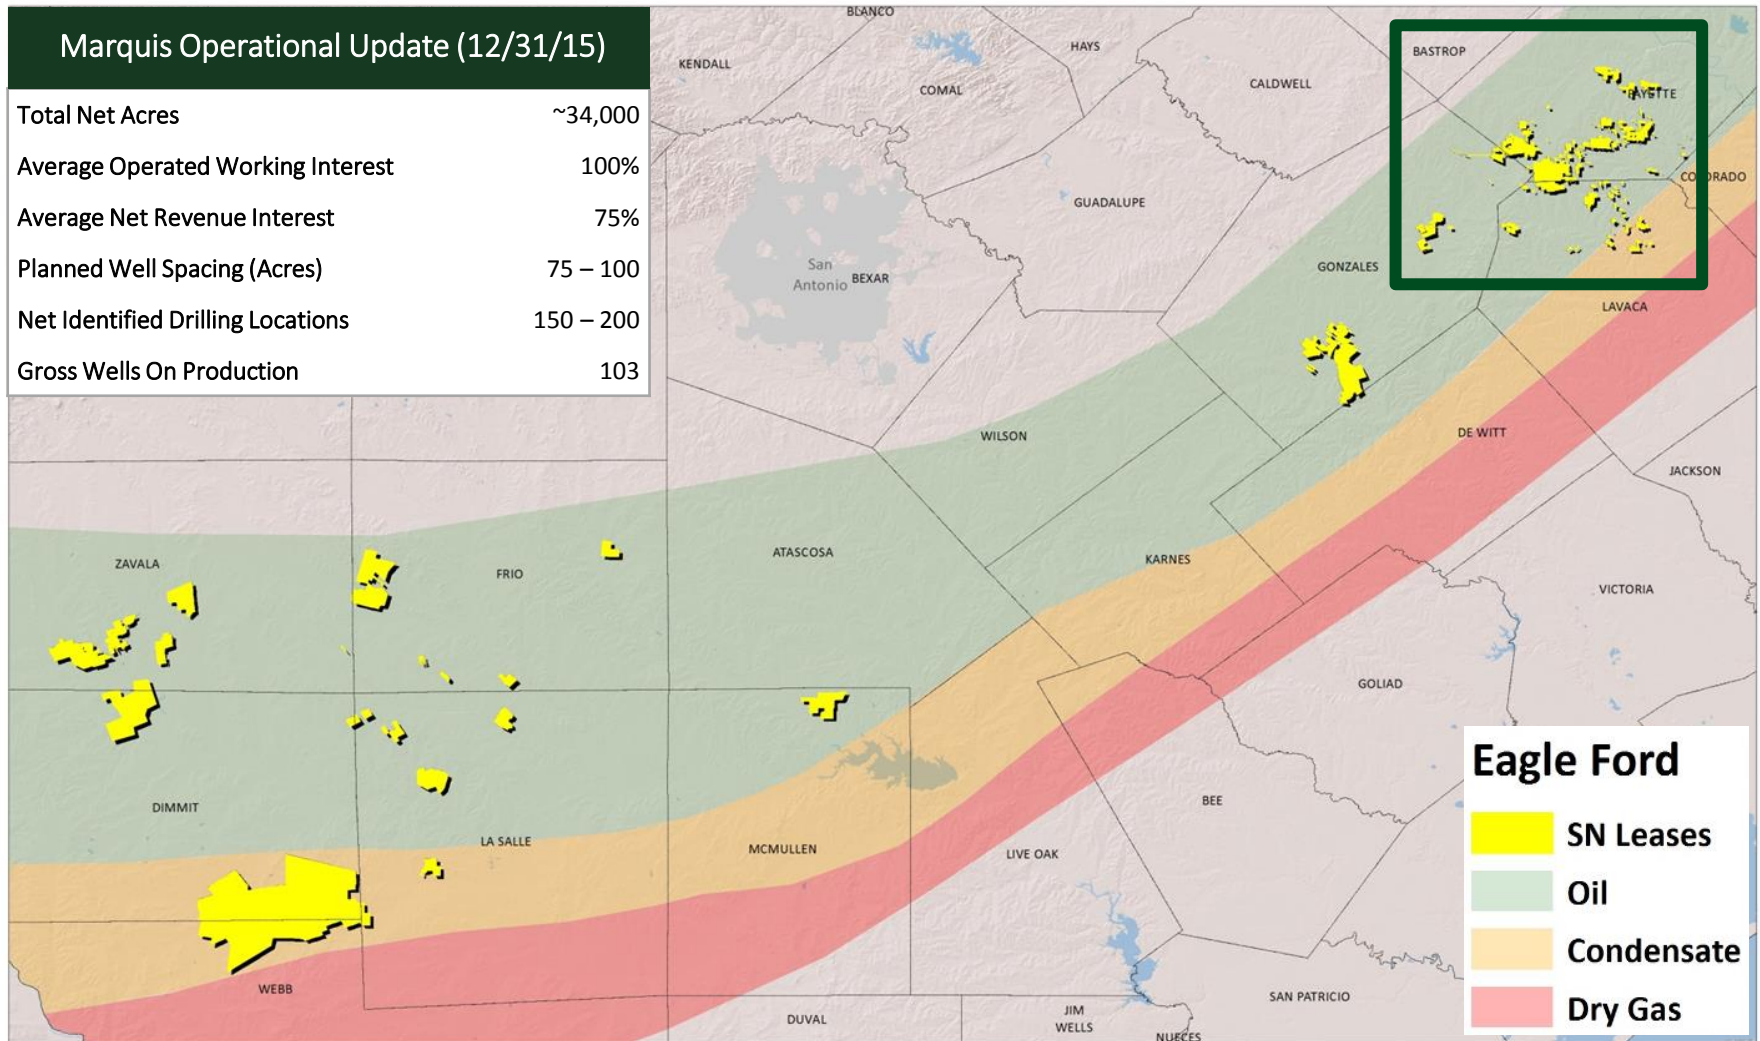 Marquis Operational Update (12/31/15)
Total Net Acres ~34,000
Average Operated Working Interest 100%
Average Net Revenue Interest 75%
Planned Well Spacing (Acres) 75 – 100
Net Identified Drilling Locations 150 – 200
Gross Wells On Production 103
BLANCO
HAYS
KENDALL
COMAL
CALDWELL
BASTROP
FAYETTE
COLORADO
GUADALUPE
San
Antonio
BEXAR
GONZALES
LAVACA
WILSON
DE WITT
JACKSON
ZAVALA
FRIO
ATASCOSA
KARNES
VICTORIA
GOLIAD
DIMMIT
LA SALLE
MCMULLEN
LIVE OAK
BEE
WEBB
DUVAL
JIM
WELLS
SAN PATRICIO
NUECES
Eagle Ford
SN Leases
Oil
Condensate
Dry Gas